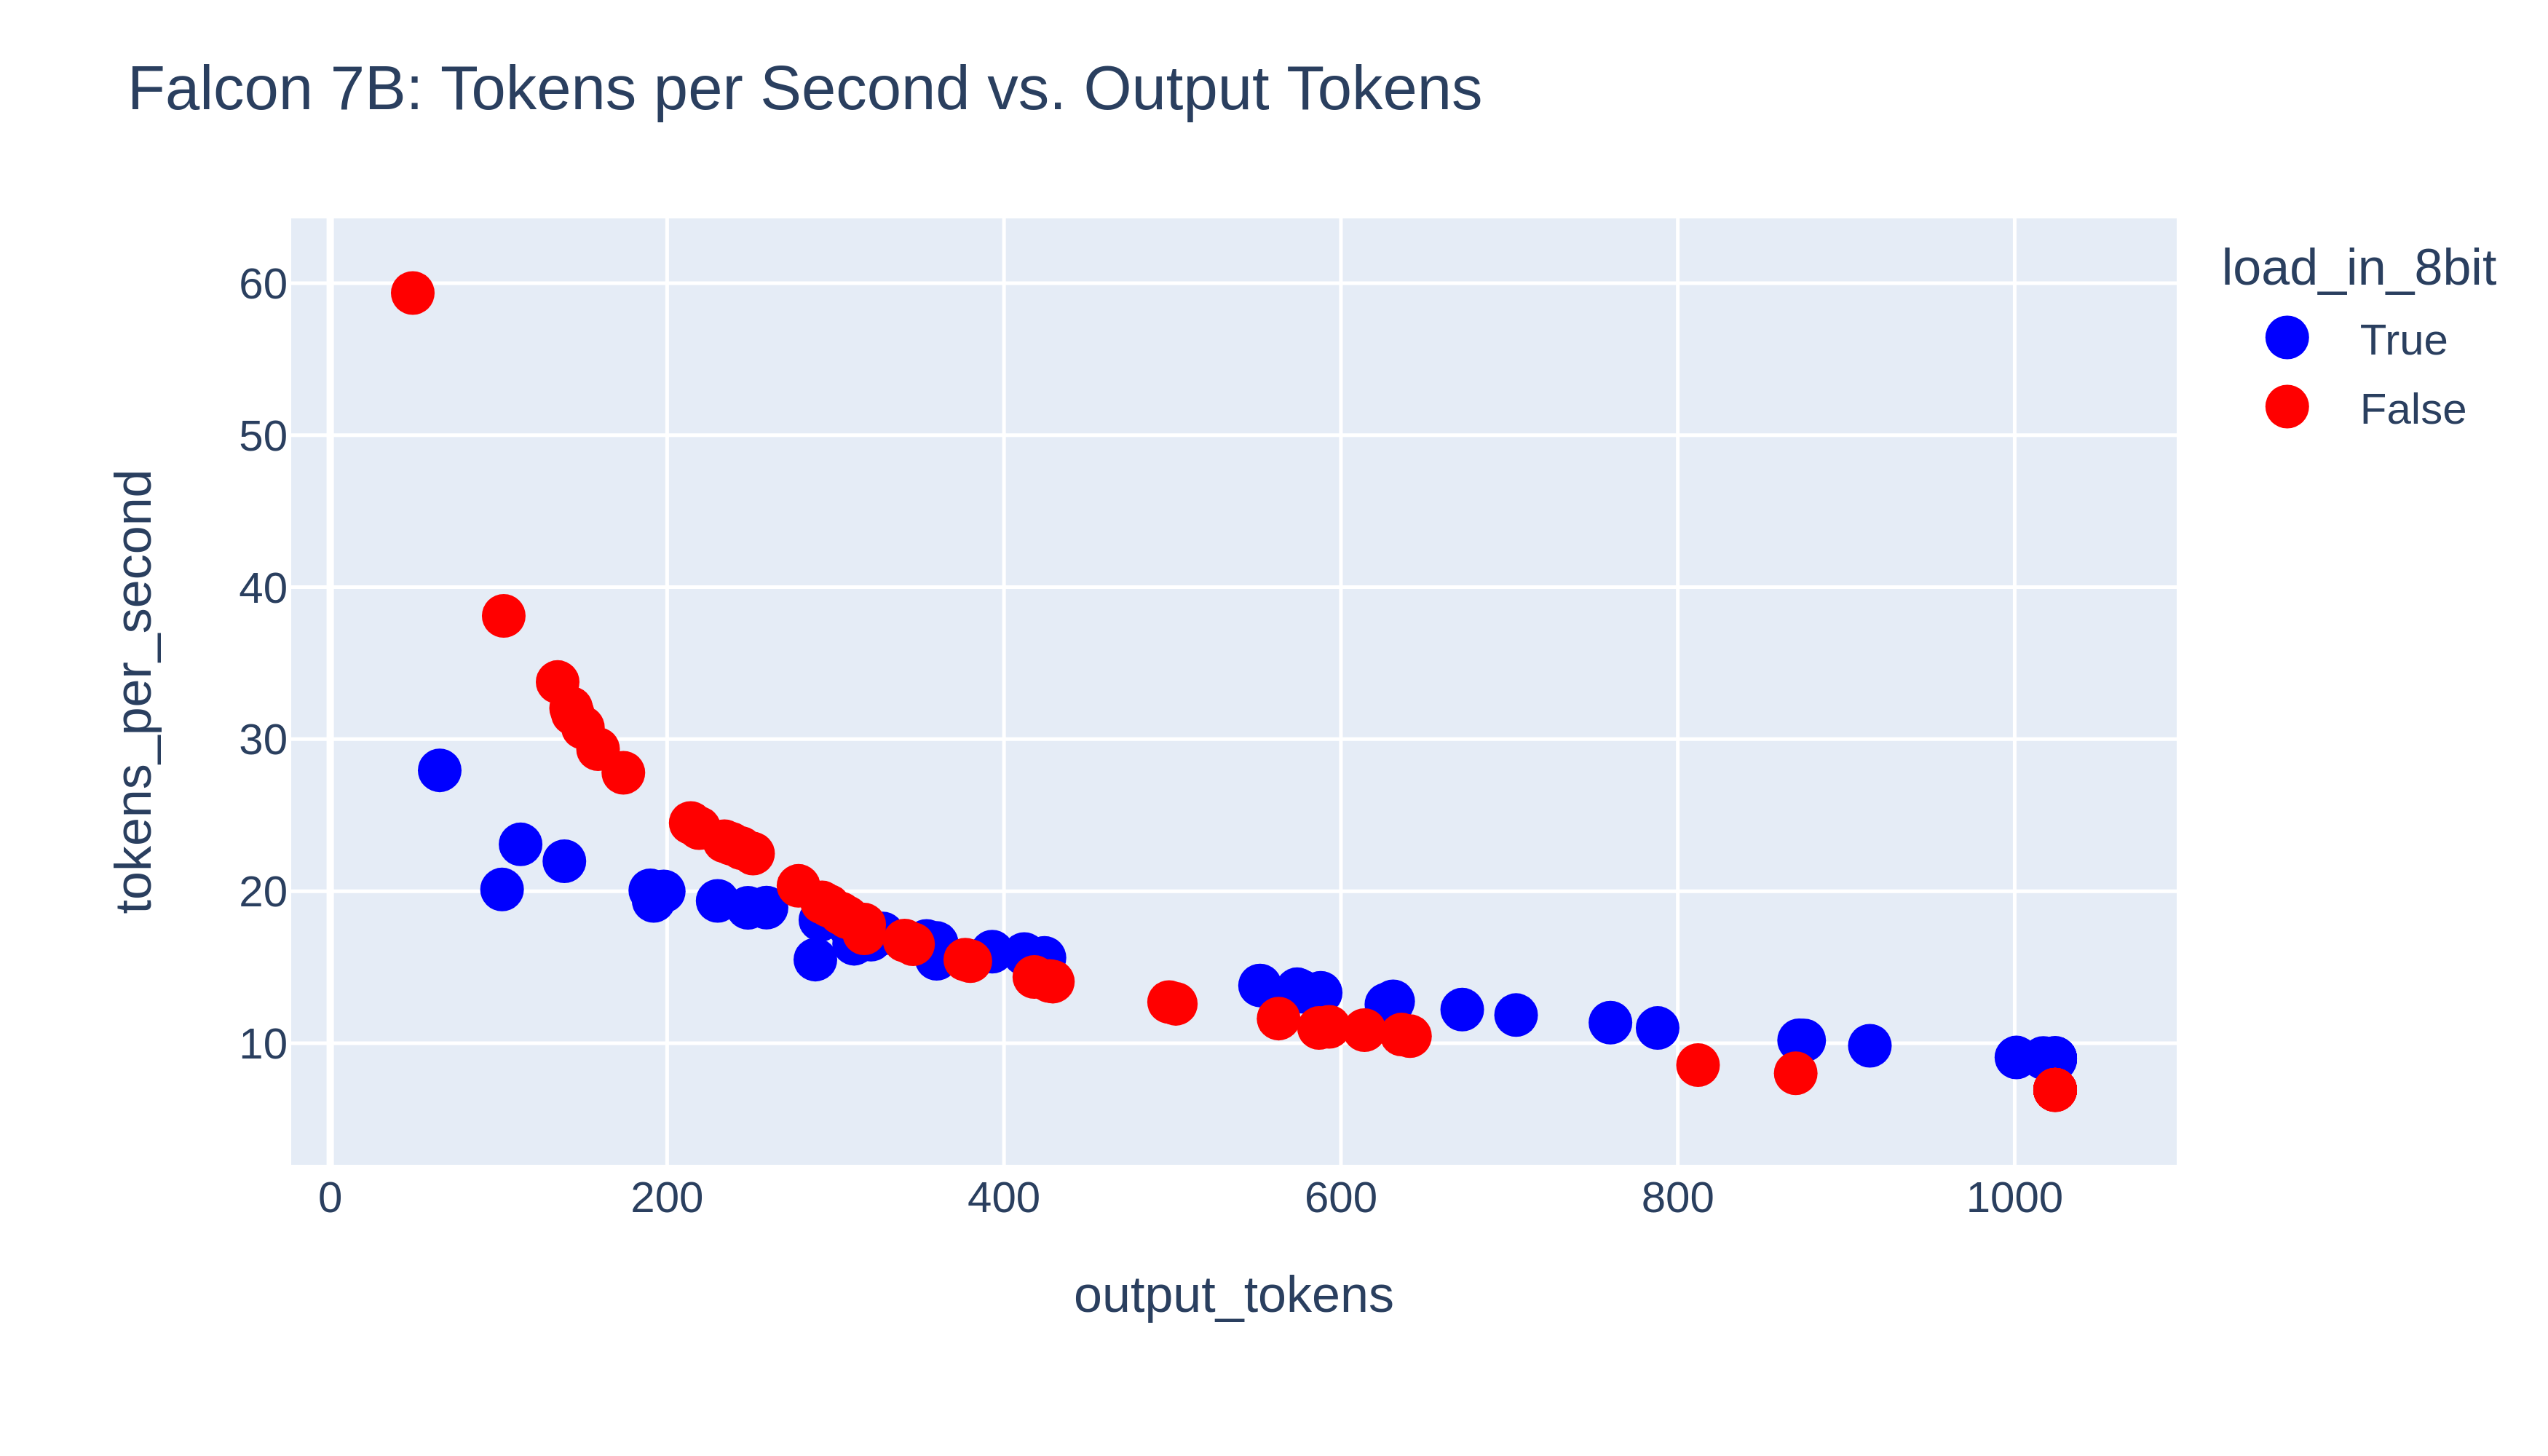 Falcon 7B: Tokens per Second vs. Output Tokens
load_in_8bit
True
False
tokens_per_second
60
50
40
30
20
10
0
200
400
600
800
1000
output_tokens